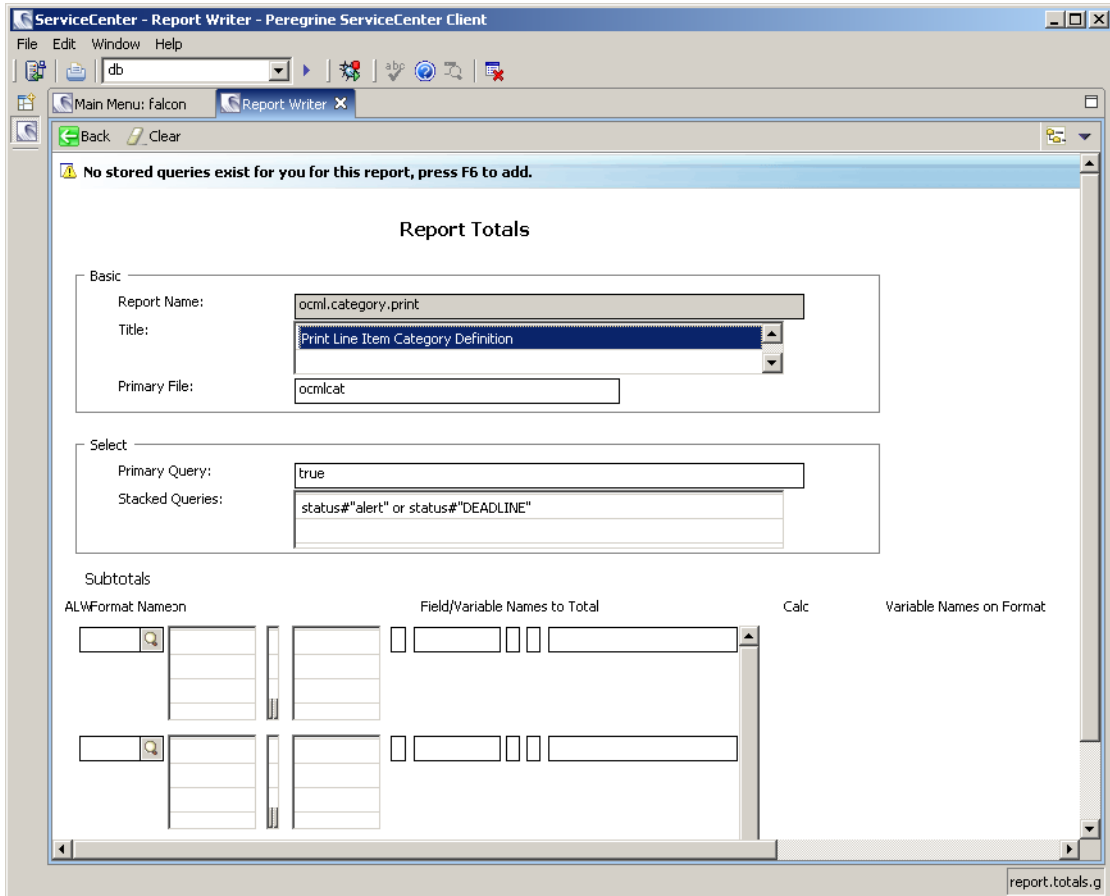 ServiceCenter - Report Writer - Peregrine ServiceCenter Client
File Edit Window Help
db
abc
Main Menu: falcon Report Writer
Back Clear
No stored queries exist for you for this report, press F6 to add.
Report Totals
Basic
Report Name: ocml.category.print
Title: Print Line Item Category Definition
Primary File: ocmlcat
Select
Primary Query: true
Stacked Queries: status#"alert" or status#"DEADLINE"
Subtotals
Format Name Field/Variable Names to Total Calc Variable Names on Format
report.totals.g